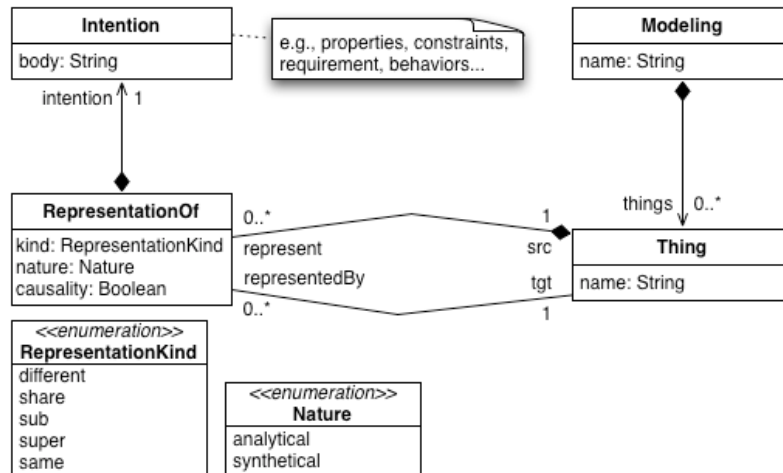 Intention
body: String
e.g., properties, constraints,
requirement, behaviors...
Modeling
name: String
intention 1
things 0..*
RepresentationOf
kind: RepresentationKind
nature: Nature
causality: Boolean
0..*
represent
representedBy
0..*
1
src
tgt
1
Thing
name: String
<<enumeration>>
RepresentationKind
different
share
sub
super
same
<<enumeration>>
Nature
analytical
synthetical